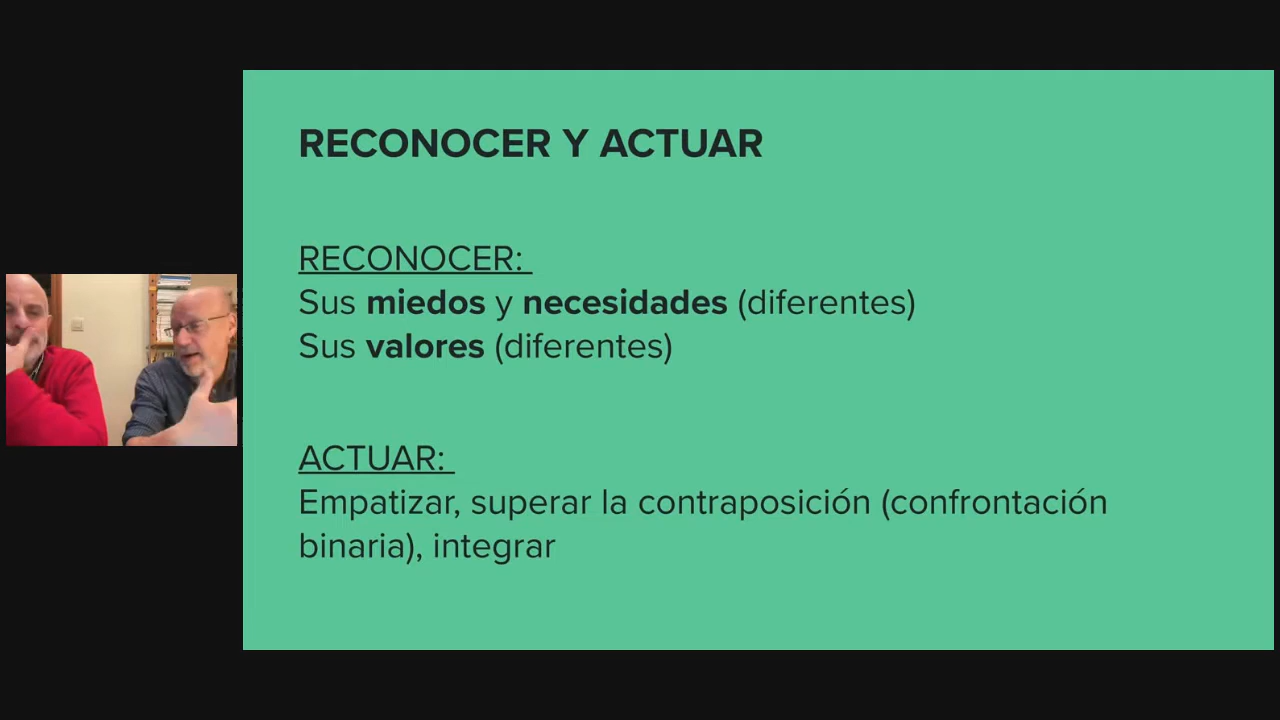 RECONOCER Y ACTUAR
RECONOCER:
Sus miedos y necesidades (diferentes)
Sus valores (diferentes)
ACTUAR:
Empatizar, superar la contraposición (confrontación
binaria), integrar